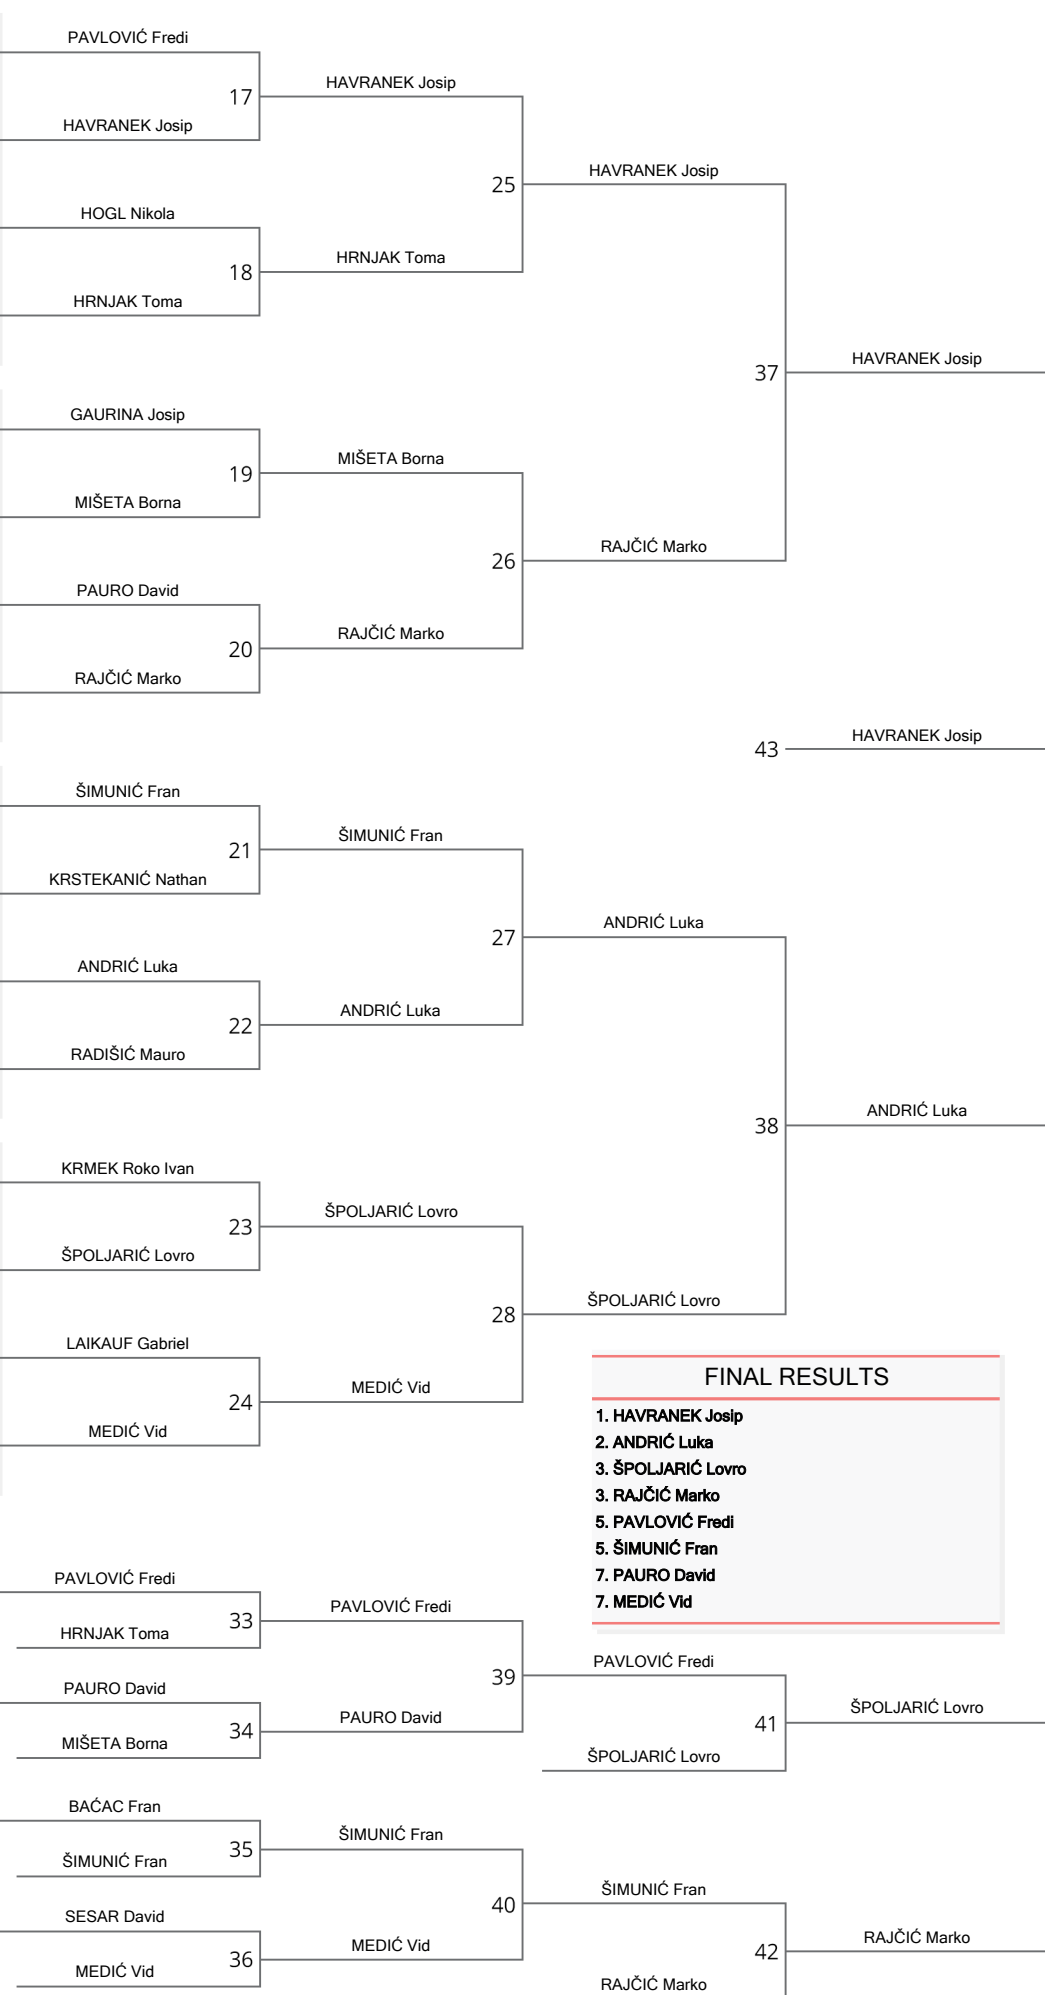 PAVLOVIĆ Fredi
HAVRANEK Josip
17
HAVRANEK Josip
HOGL Nikola
HRNJAK Toma
18
HRNJAK Toma
25
HAVRANEK Josip
GAURINA Josip
MIŠETA Borna
19
MIŠETA Borna
PAURO David
RAJČIĆ Marko
20
RAJČIĆ Marko
26
RAJČIĆ Marko
37
HAVRANEK Josip
43
HAVRANEK Josip
ŠIMUNIĆ Fran
KRSTEKANIĆ Nathan
21
ŠIMUNIĆ Fran
ANDRIĆ Luka
RADIŠIĆ Mauro
22
ANDRIĆ Luka
27
ANDRIĆ Luka
KRMEK Roko Ivan
ŠPOLJARIĆ Lovro
23
ŠPOLJARIĆ Lovro
LAIKAUF Gabriel
MEDIĆ Vid
24
MEDIĆ Vid
28
ŠPOLJARIĆ Lovro
38
ANDRIĆ Luka
FINAL RESULTS
1. HAVRANEK Josip
2. ANDRIĆ Luka
3. ŠPOLJARIĆ Lovro
3. RAJČIĆ Marko
5. PAVLOVIĆ Fredi
5. ŠIMUNIĆ Fran
7. PAURO David
7. MEDIĆ Vid
PAVLOVIĆ Fredi
HRNJAK Toma
33
PAVLOVIĆ Fredi
PAURO David
MIŠETA Borna
34
PAURO David
39
PAVLOVIĆ Fredi
ŠPOLJARIĆ Lovro
41
ŠPOLJARIĆ Lovro
BAĆAC Fran
ŠIMUNIĆ Fran
35
ŠIMUNIĆ Fran
SESAR David
MEDIĆ Vid
36
MEDIĆ Vid
40
ŠIMUNIĆ Fran
RAJČIĆ Marko
42
RAJČIĆ Marko